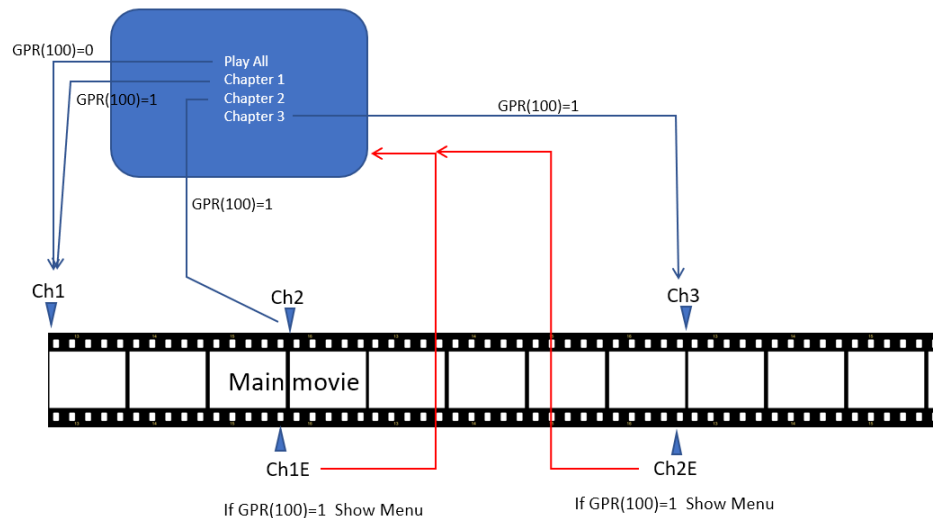 GPR(100)=0
Play All
Chapter 1
GPR(100)=1
Chapter 2
Chapter 3
GPR(100)=1
GPR(100)=1
Ch1
Ch2
Ch3
Main movie
Ch1E
Ch2E
If GPR(100)=1 Show Menu
If GPR(100)=1 Show Menu